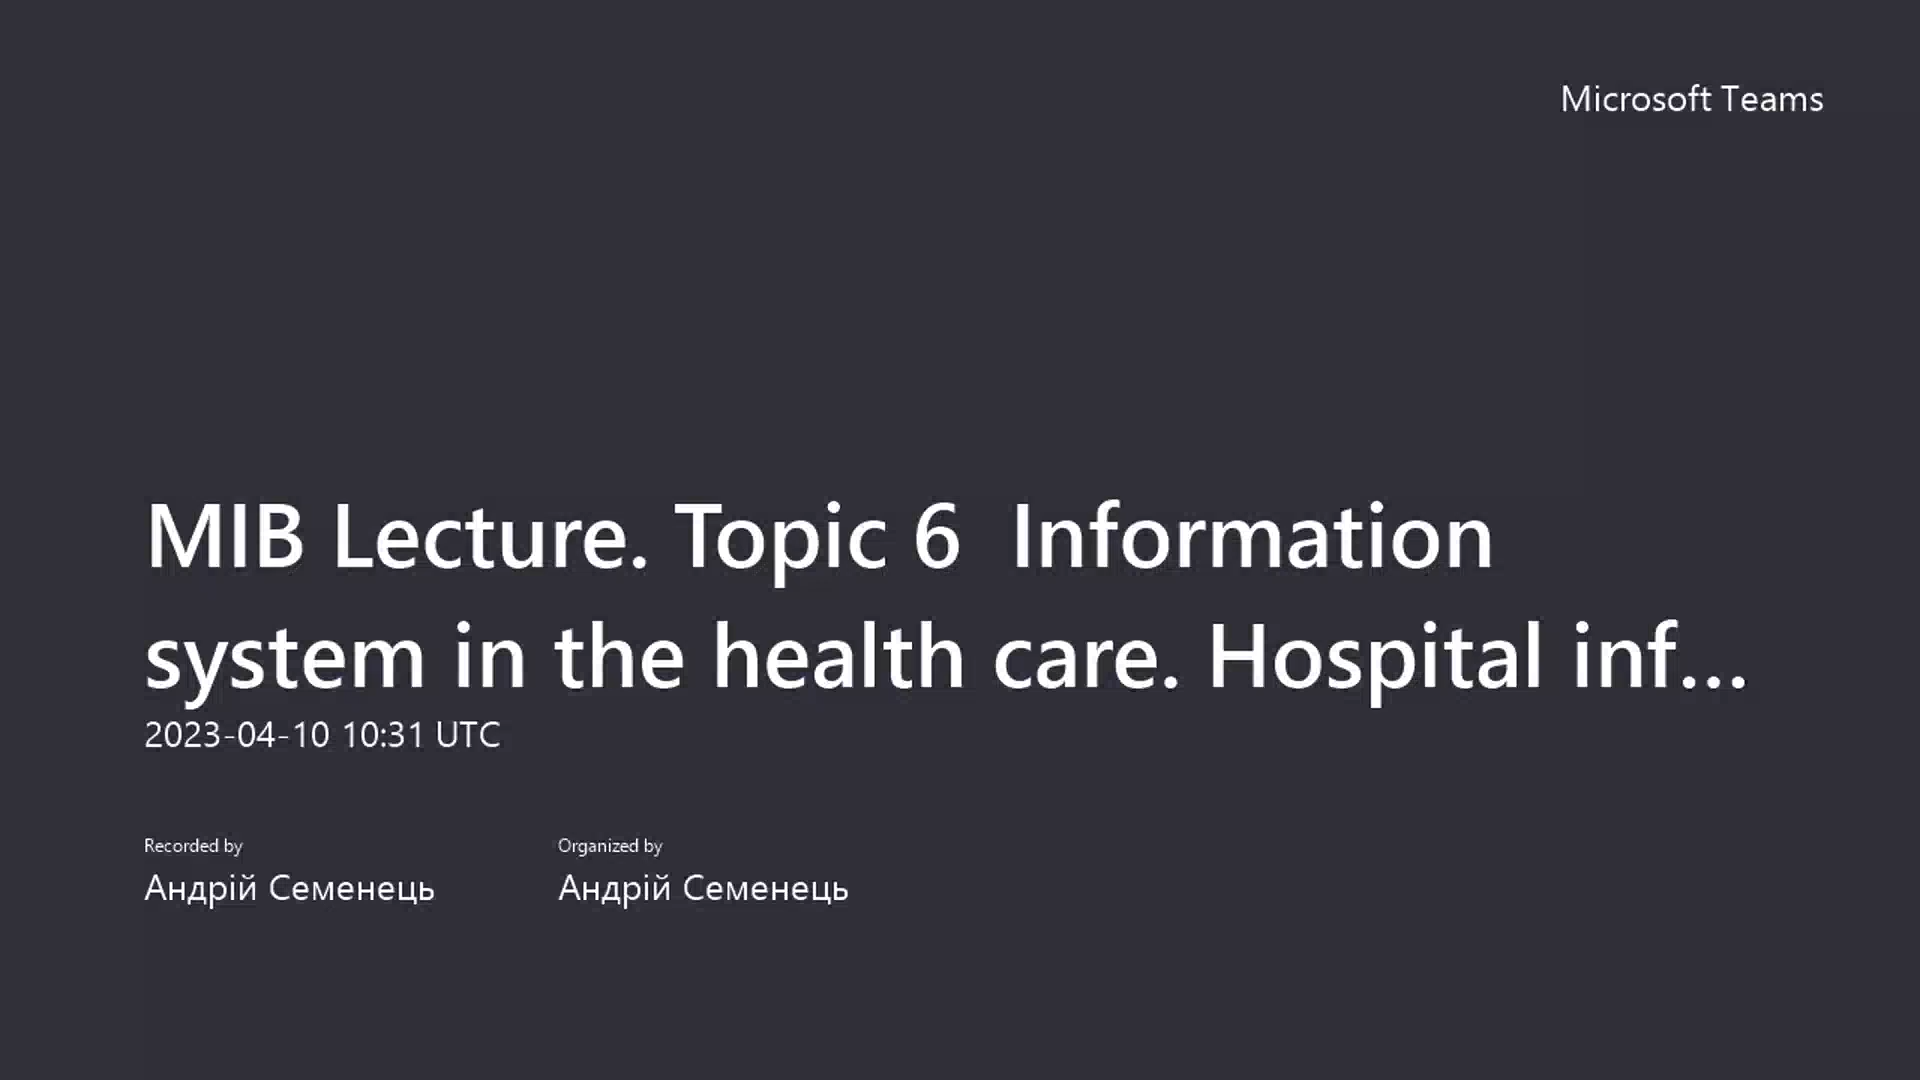 Microsoft Teams
MIB Lecture. Topic 6  Information
system in the health care. Hospital inf...
2023-04-10 10:31 UTC
Recorded by
Андрій Семенець
Organized by
Андрій Семенець